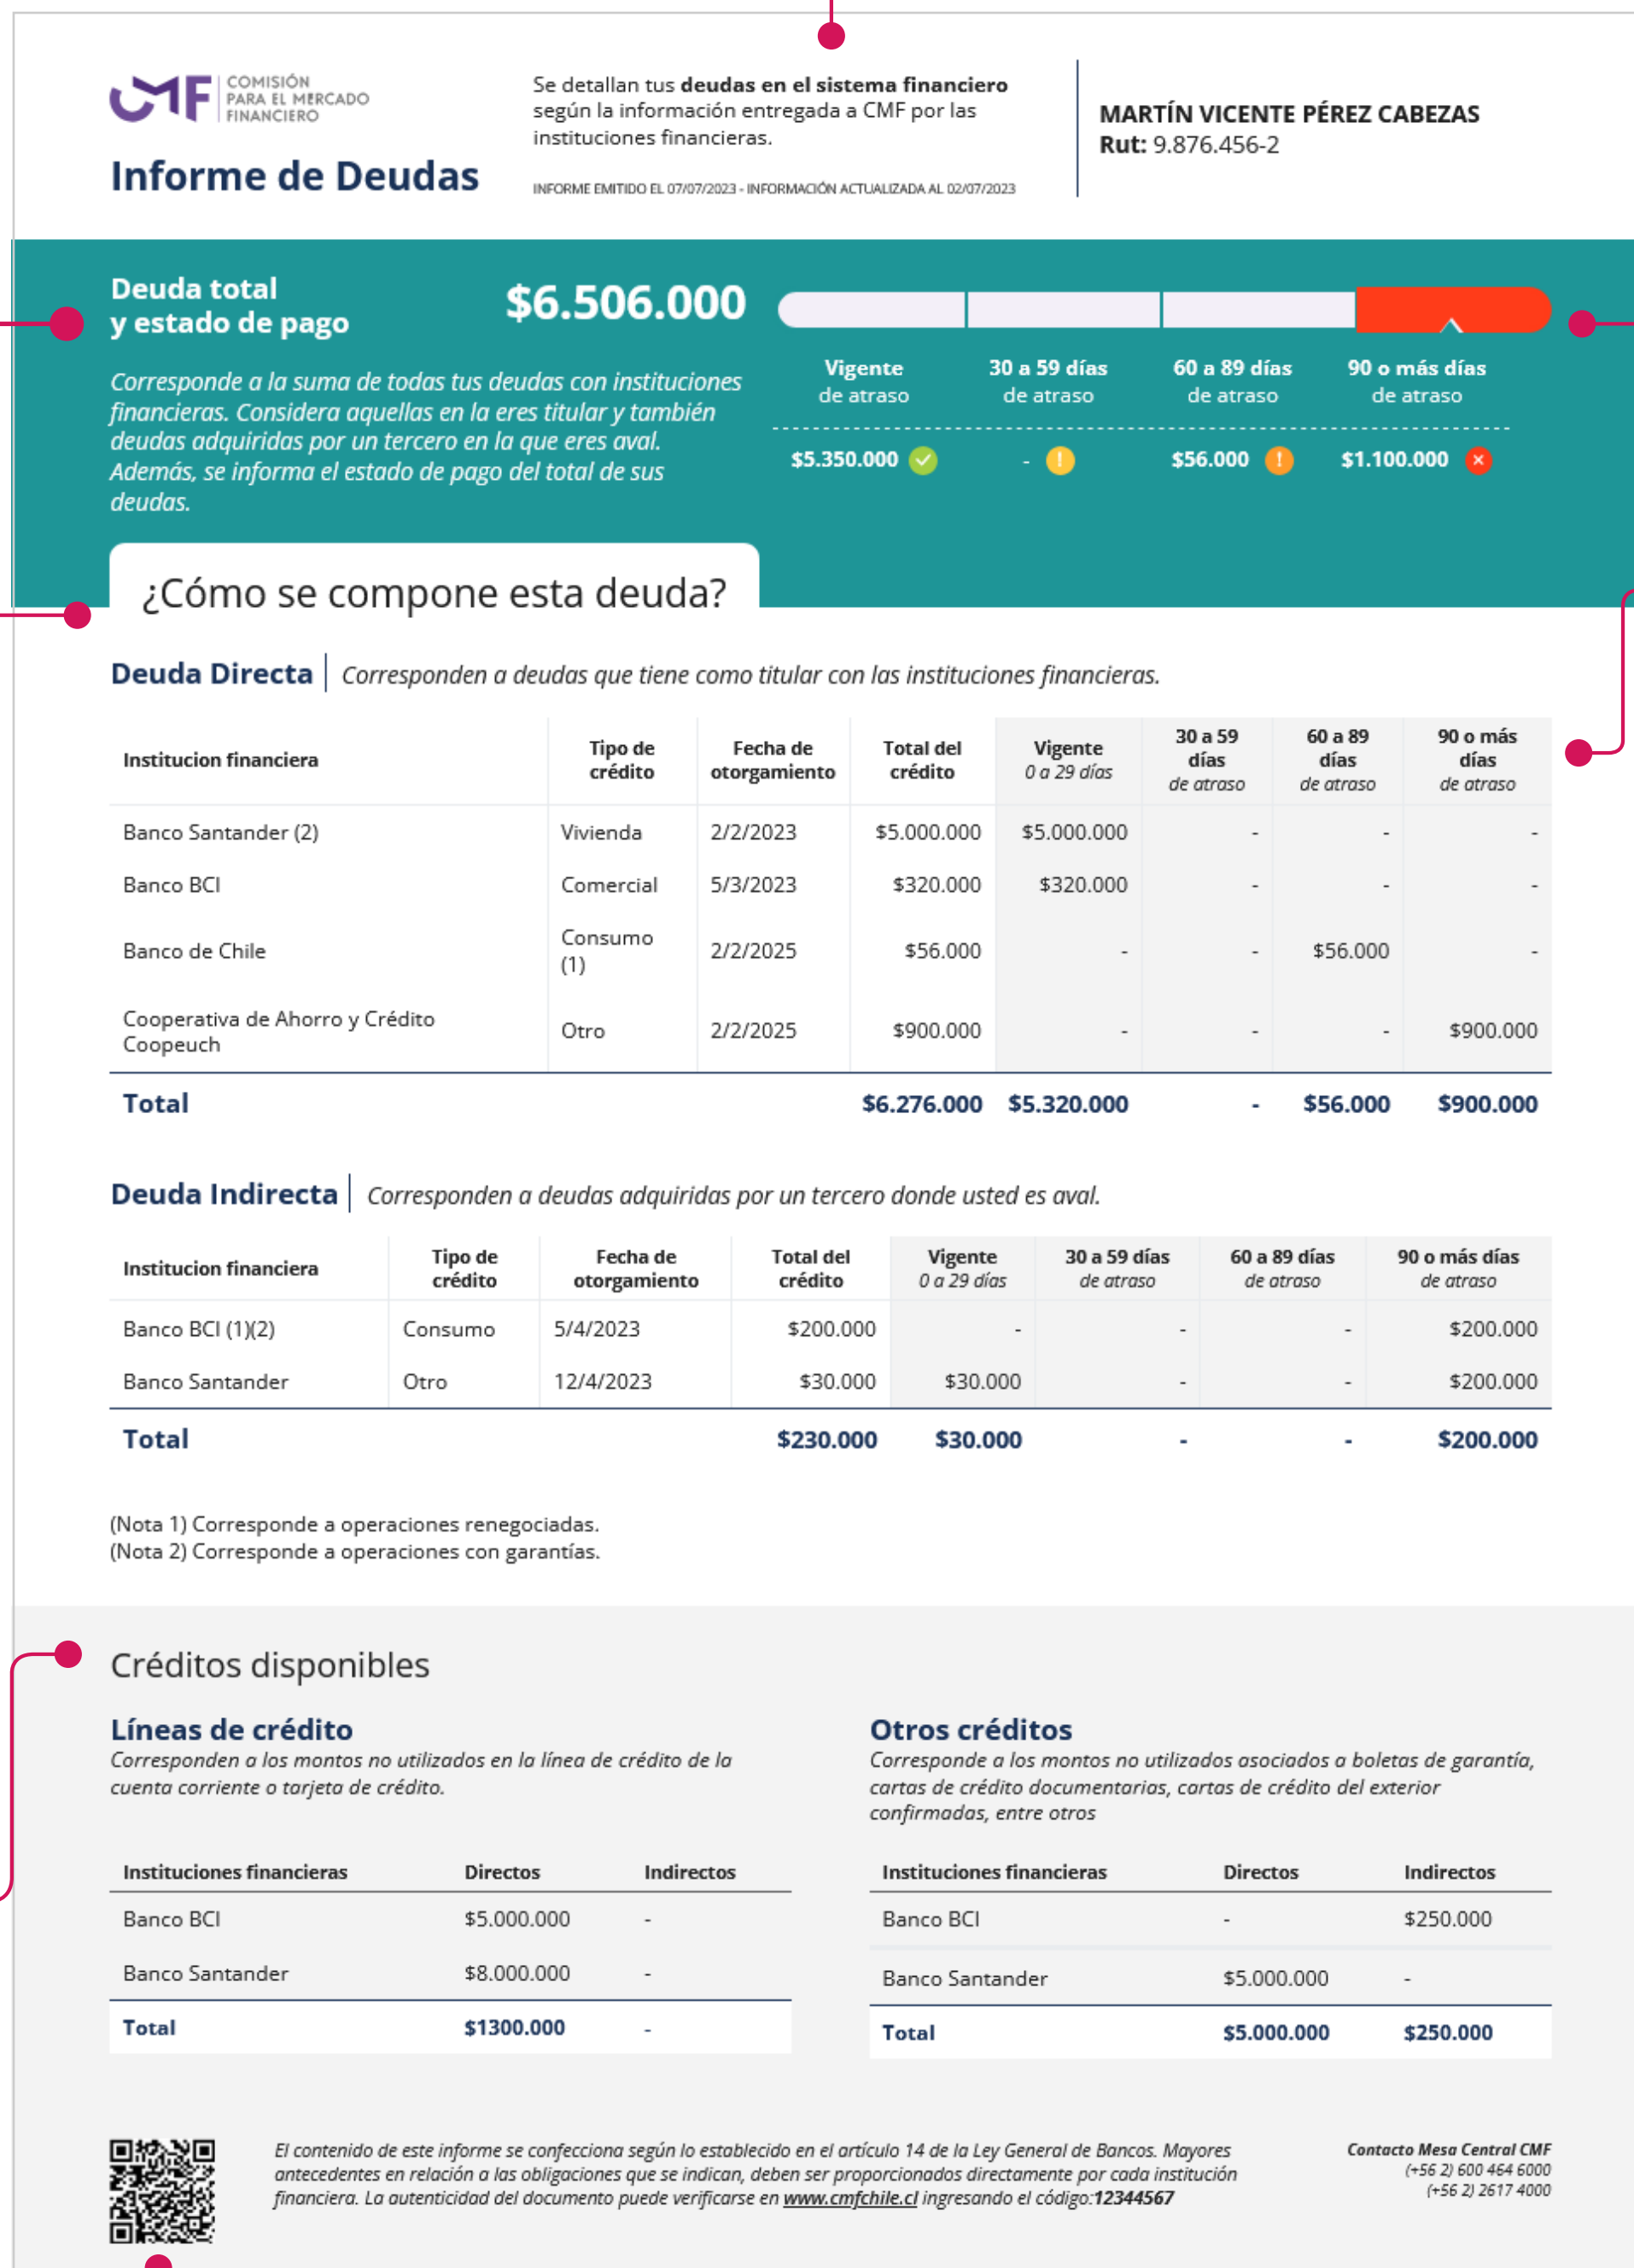 CMF COMISIÓN
PARA EL MERCADO
FINANCIERO
Informe de Deudas
Se detallan tus deudas en el sistema financiero
según la información entregada a CMF por las
instituciones financieras.
INFORME EMITIDO EL 07/07/2023 - INFORMACIÓN ACTUALIZADA AL 02/07/2023
MARTÍN VICENTE PÉREZ CABEZAS
Rut: 9.876.456-2
Deuda total
y estado de pago
$6.506.000
Corresponde a la suma de todas tus deudas con instituciones
financieras. Considera aquellas en la eres titular y también
deudas adquiridas por un tercero en la que eres aval.
Además, se informa el estado de pago del total de sus
deudas.
Vigente 30 a 59 días 60 a 89 días 90 o más días
de atraso de atraso de atraso de atraso
$5.350.000 - $56.000 $1.100.000
¿Cómo se compone esta deuda?
Deuda Directa Corresponden a deudas que tiene como titular con las instituciones financieras.
Institucion financiera Tipo de crédito Fecha de otorgamiento Total del crédito Vigente 0 a 29 días 30 a 59 días de atraso 60 a 89 días de atraso 90 o más días de atraso
Banco Santander (2) Vivienda 2/2/2023 $5.000.000 $5.000.000 - - -
Banco BCI Comercial 5/3/2023 $320.000 $320.000 - - -
Banco de Chile Consumo (1) 2/2/2025 $56.000 - - $56.000 -
Cooperativa de Ahorro y Crédito Coopeuch Otro 2/2/2025 $900.000 - - - $900.000
Total $6.276.000 $5.320.000 - $56.000 $900.000
Deuda Indirecta Corresponden a deudas adquiridas por un tercero donde usted es aval.
Institucion financiera Tipo de crédito Fecha de otorgamiento Total del crédito Vigente 0 a 29 días 30 a 59 días de atraso 60 a 89 días de atraso 90 o más días de atraso
Banco BCI (1)(2) Consumo 5/4/2023 $200.000 - - - $200.000
Banco Santander Otro 12/4/2023 $30.000 $30.000 - - $200.000
Total $230.000 $30.000 - - $200.000
(Nota 1) Corresponde a operaciones renegociadas.
(Nota 2) Corresponde a operaciones con garantías.
Créditos disponibles
Líneas de crédito
Corresponden a los montos no utilizados en la línea de crédito de la
cuenta corriente o tarjeta de crédito.
Instituciones financieras Directos Indirectos
Banco BCI $5.000.000 -
Banco Santander $8.000.000 -
Total $1300.000 -
Otros créditos
Corresponde a los montos no utilizados asociados a boletas de garantía,
cartas de crédito documentarias, cartas de crédito del exterior
confirmadas, entre otros
Instituciones financieras Directos Indirectos
Banco BCI - $250.000
Banco Santander $5.000.000 -
Total $5.000.000 $250.000
El contenido de este informe se confecciona según lo establecido en el artículo 14 de la Ley General de Bancos. Mayores
antecedentes en relación a las obligaciones que se indican, deben ser proporcionados directamente por cada institución
financiera. La autenticidad del documento puede verificarse en www.cmfchile.cl ingresando el código:12344567
Contacto Mesa Central CMF
(+56 2) 600 464 6000
(+56 2) 2617 4000